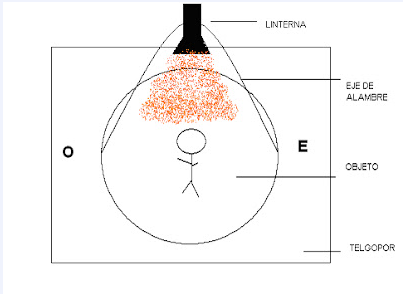 LINTERNA
EJE DE
ALAMBRE
O
E
OBJETO
TELGOPOR